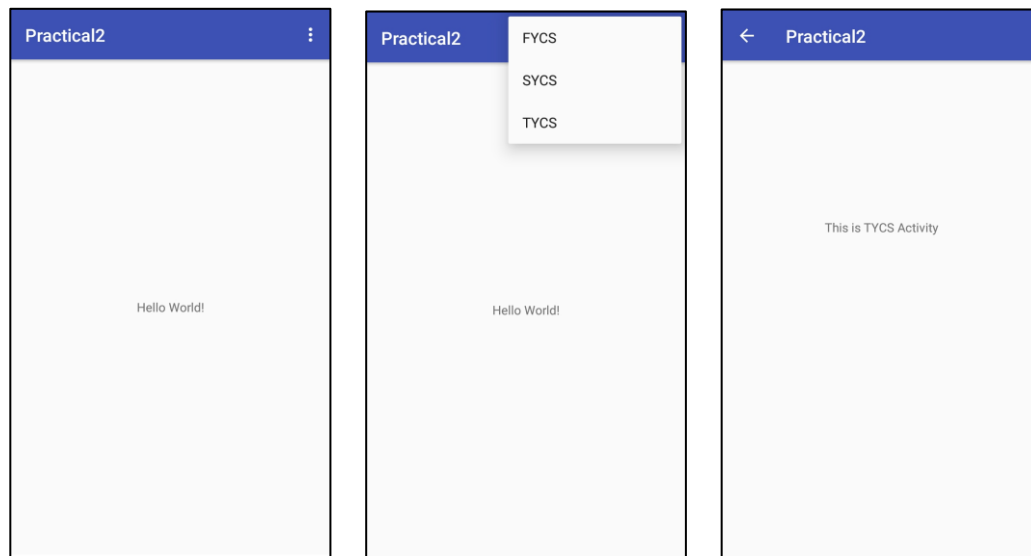 Practical2
Hello World!
Practical2
FYCS
SYCS
TYCS
Hello World!
Practical2
This is TYCS Activity